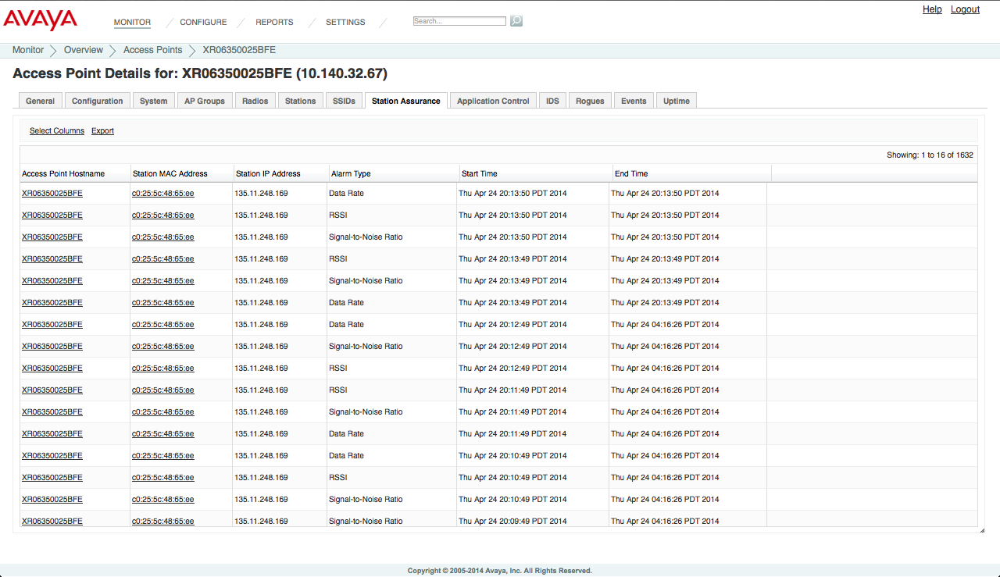 Help Logout
AVAYA
MONITOR CONFIGURE REPORTS SETTINGS Search...
Monitor Overview Access Points XR06350025BFE
Access Point Details for: XR06350025BFE (10.140.32.67)
General Configuration System AP Groups Radios Stations SSIDs Station Assurance Application Control IDS Rogues Events Uptime
Select Columns Export
Showing: 1 to 16 of 1632
Access Point Hostname Station MAC Address Station IP Address Alarm Type Start Time End Time
XR06350025BFE c0:25:5c:48:65:ee 135.11.248.169 Data Rate Thu Apr 24 20:13:50 PDT 2014 Thu Apr 24 20:13:50 PDT 2014
XR06350025BFE c0:25:5c:48:65:ee 135.11.248.169 RSSI Thu Apr 24 20:13:50 PDT 2014 Thu Apr 24 20:13:50 PDT 2014
XR06350025BFE c0:25:5c:48:65:ee 135.11.248.169 Signal-to-Noise Ratio Thu Apr 24 20:13:50 PDT 2014 Thu Apr 24 20:13:50 PDT 2014
XR06350025BFE c0:25:5c:48:65:ee 135.11.248.169 RSSI Thu Apr 24 20:13:49 PDT 2014 Thu Apr 24 20:13:49 PDT 2014
XR06350025BFE c0:25:5c:48:65:ee 135.11.248.169 Signal-to-Noise Ratio Thu Apr 24 20:13:49 PDT 2014 Thu Apr 24 20:13:49 PDT 2014
XR06350025BFE c0:25:5c:48:65:ee 135.11.248.169 Data Rate Thu Apr 24 20:13:49 PDT 2014 Thu Apr 24 20:13:49 PDT 2014
XR06350025BFE c0:25:5c:48:65:ee 135.11.248.169 Data Rate Thu Apr 24 20:12:49 PDT 2014 Thu Apr 24 04:16:26 PDT 2014
XR06350025BFE c0:25:5c:48:65:ee 135.11.248.169 Signal-to-Noise Ratio Thu Apr 24 20:12:49 PDT 2014 Thu Apr 24 04:16:26 PDT 2014
XR06350025BFE c0:25:5c:48:65:ee 135.11.248.169 RSSI Thu Apr 24 20:12:49 PDT 2014 Thu Apr 24 04:16:26 PDT 2014
XR06350025BFE c0:25:5c:48:65:ee 135.11.248.169 RSSI Thu Apr 24 20:11:49 PDT 2014 Thu Apr 24 04:16:26 PDT 2014
XR06350025BFE c0:25:5c:48:65:ee 135.11.248.169 Signal-to-Noise Ratio Thu Apr 24 20:11:49 PDT 2014 Thu Apr 24 04:16:26 PDT 2014
XR06350025BFE c0:25:5c:48:65:ee 135.11.248.169 Data Rate Thu Apr 24 20:11:49 PDT 2014 Thu Apr 24 04:16:26 PDT 2014
XR06350025BFE c0:25:5c:48:65:ee 135.11.248.169 Data Rate Thu Apr 24 20:10:49 PDT 2014 Thu Apr 24 04:16:26 PDT 2014
XR06350025BFE c0:25:5c:48:65:ee 135.11.248.169 RSSI Thu Apr 24 20:10:49 PDT 2014 Thu Apr 24 04:16:26 PDT 2014
XR06350025BFE c0:25:5c:48:65:ee 135.11.248.169 Signal-to-Noise Ratio Thu Apr 24 20:10:49 PDT 2014 Thu Apr 24 04:16:26 PDT 2014
XR06350025BFE c0:25:5c:48:65:ee 135.11.248.169 Signal-to-Noise Ratio Thu Apr 24 20:09:49 PDT 2014 Thu Apr 24 04:16:26 PDT 2014
Copyright © 2005-2014 Avaya, Inc. All Rights Reserved.